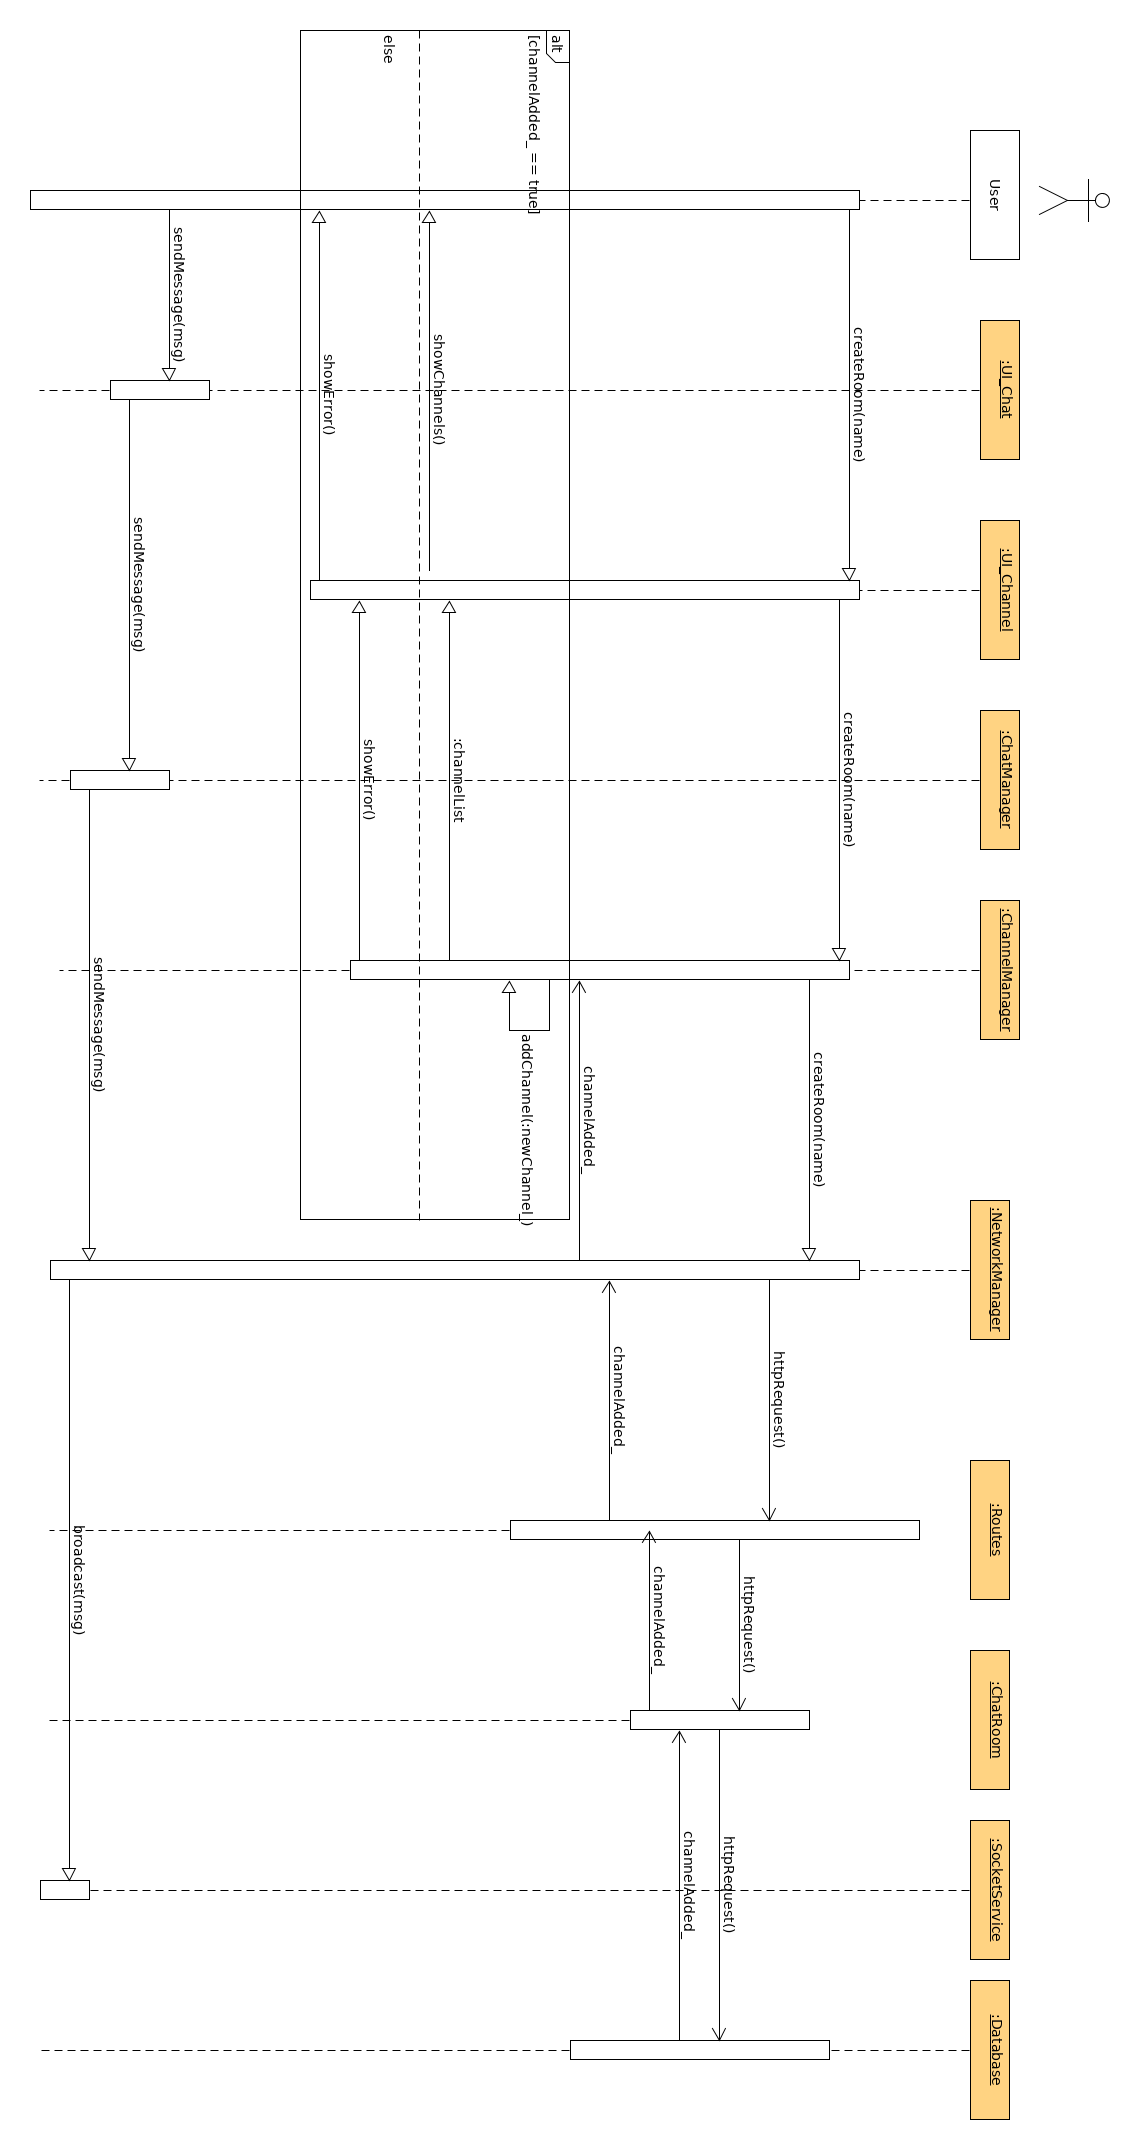 User
:UI_Chat
:UI_Channel
:ChatManager
:ChannelManager
:NetworkManager
:Routes
:ChatRoom
:SocketService
:Database
createRoom(name)
createRoom(name)
createRoom(name)
httpRequest()
httpRequest()
httpRequest()
channelAdded_
channelAdded_
channelAdded_
channelAdded_
alt
[channelAdded_ == true]
addChannel(:newChannel_)
:channelList
showChannels()
else
showError()
showError()
sendMessage(msg)
sendMessage(msg)
sendMessage(msg)
broadcast(msg)